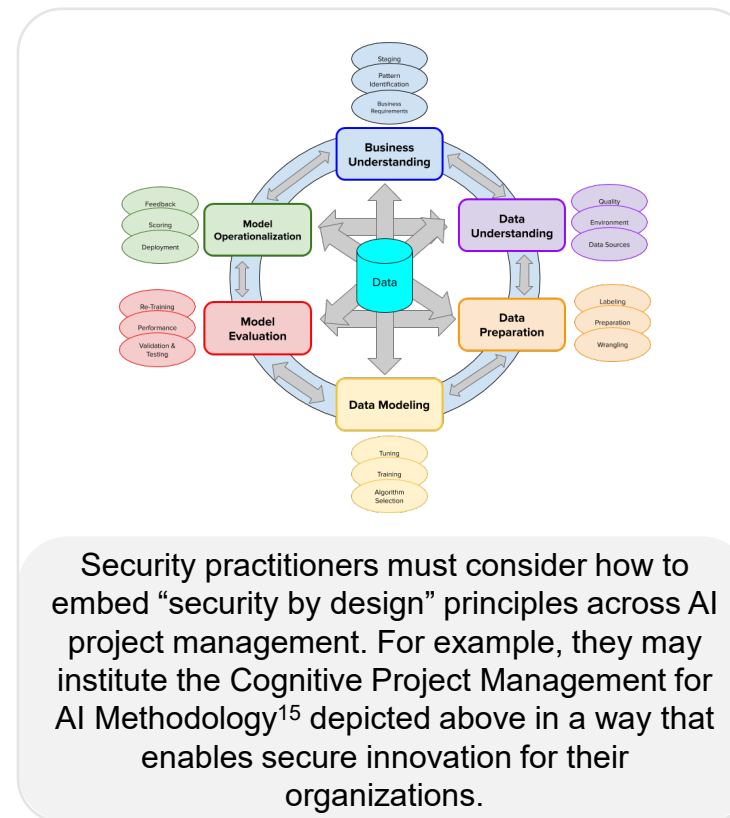 Staging
Pattern
Identification
Business
Requirements
Business
Understanding
Feedback
Scoring
Deployment
Model
Operationalization
Data
Understanding
Quality
Environment
Data Sources
Data
Re-Training
Performance
Validation &
Testing
Model
Evaluation
Data
Preparation
Labeling
Preparation
Wrangling
Data Modeling
Tuning
Training
Algorithm
Selection
Security practitioners must consider how to
embed “security by design” principles across AI
project management. For example, they may
institute the Cognitive Project Management for
AI Methodology¹⁵ depicted above in a way that
enables secure innovation for their
organizations.